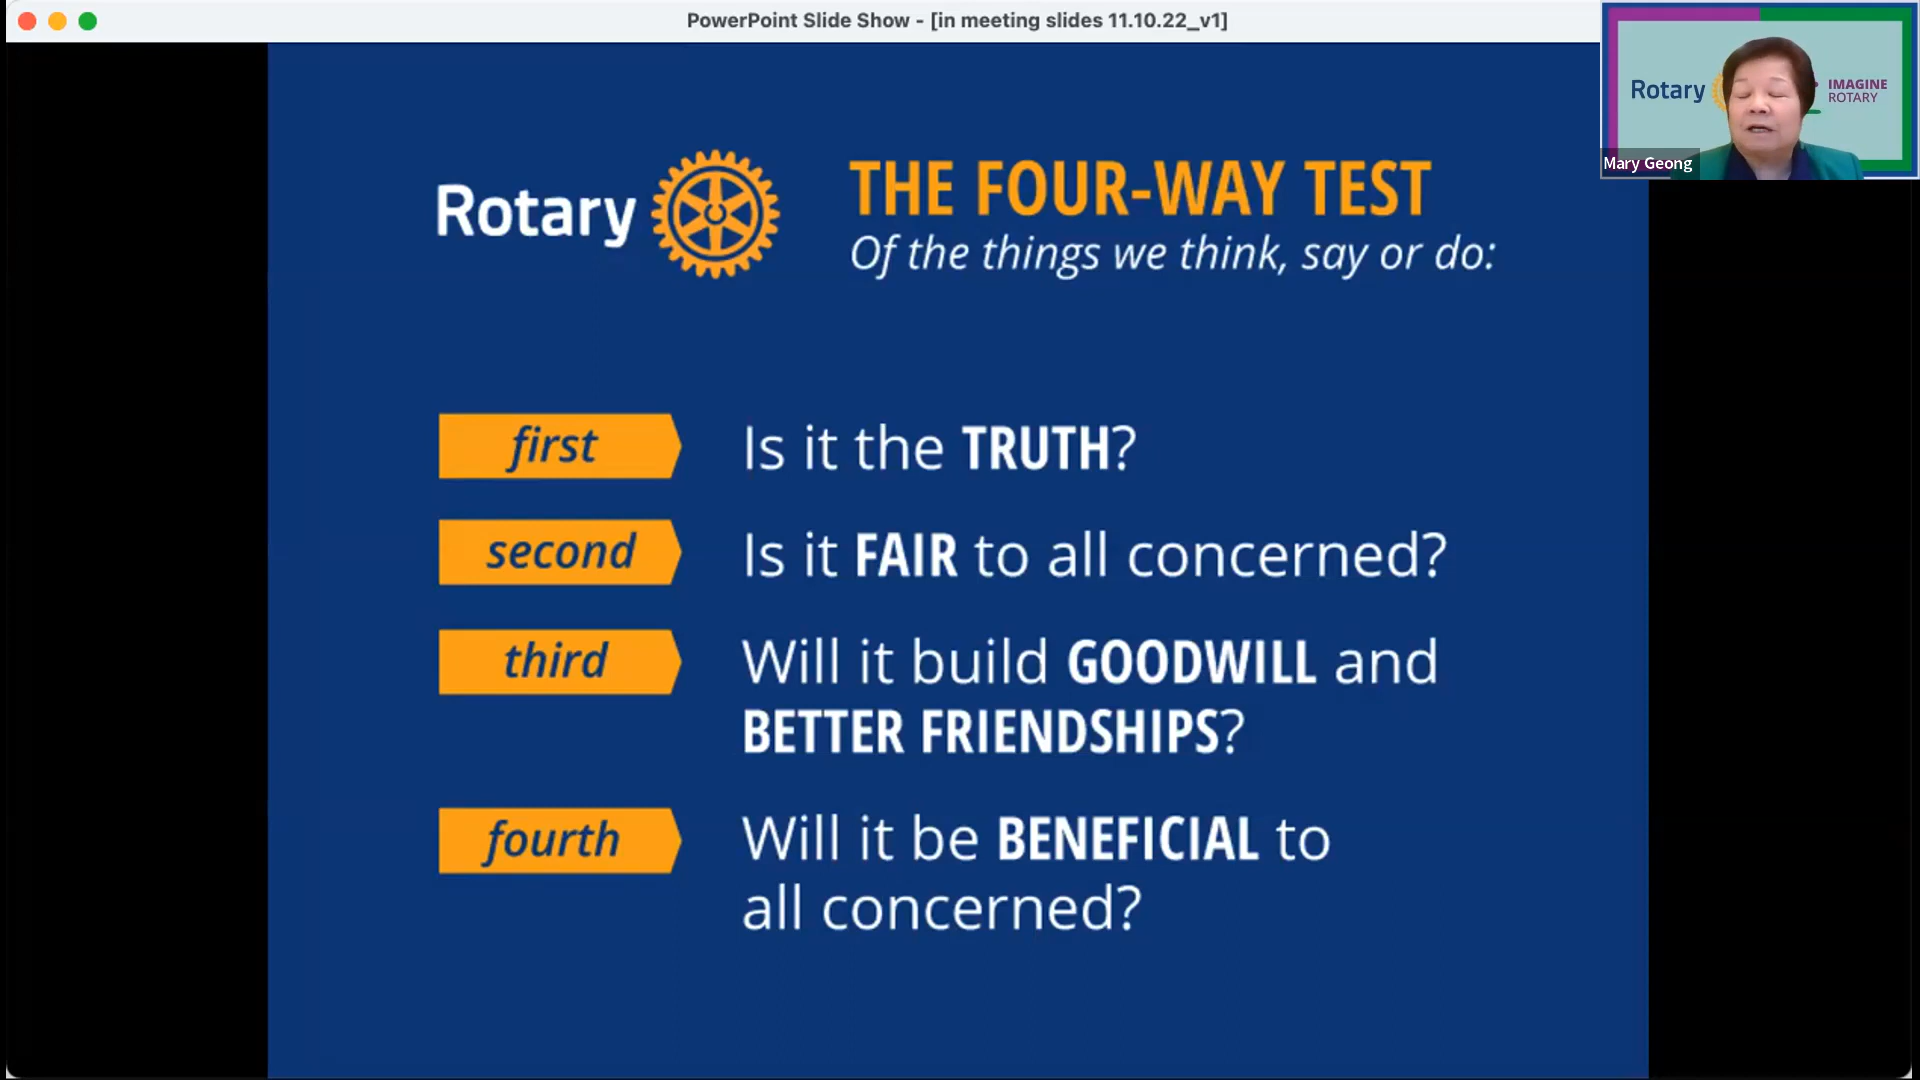 PowerPoint Slide Show - [in meeting slides 11.10.22_v1]
Rotary
IMAGINE
ROTARY
Mary Geong
Rotary
THE FOUR-WAY TEST
Of the things we think, say or do:
first
Is it the TRUTH?
second
Is it FAIR to all concerned?
third
Will it build GOODWILL and
BETTER FRIENDSHIPS?
fourth
Will it be BENEFICIAL to
all concerned?